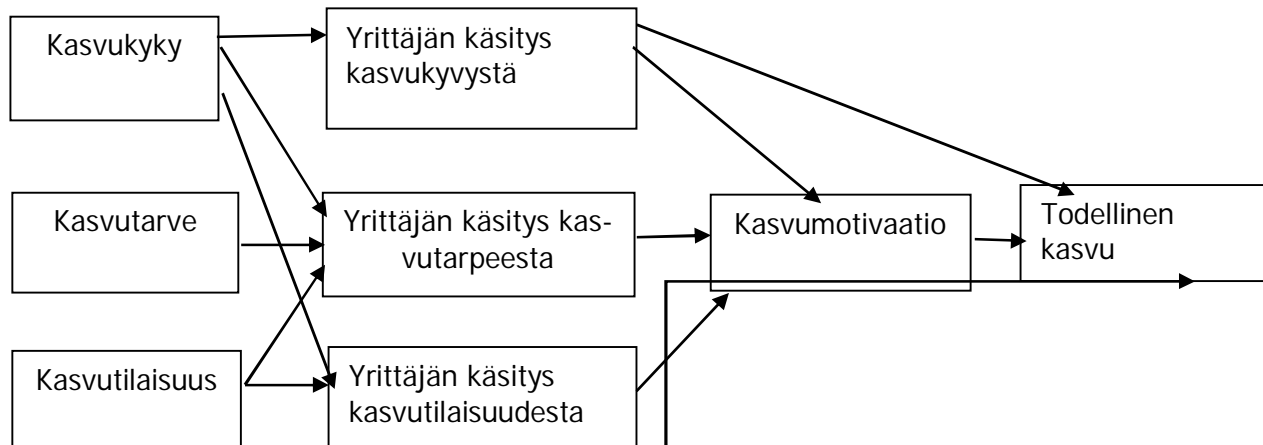 Kasvukyky
Yrittäjän käsitys
kasvukyvystä
Kasvutarve
Yrittäjän käsitys kas-
vutarpeesta
Kasvumotivaatio
Todellinen
kasvu
Kasvutilaisuus
Yrittäjän käsitys
kasvutilaisuudesta